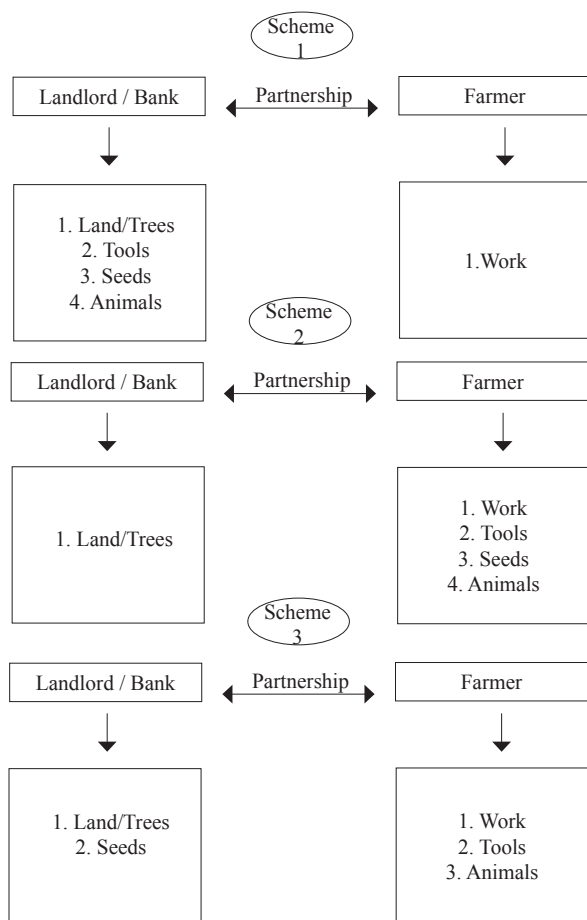 Scheme
1
Landlord / Bank
Partnership
Farmer
1. Land/Trees
2. Tools
3. Seeds
4. Animals
1.Work
Scheme
2
Landlord / Bank
Partnership
Farmer
1. Land/Trees
1. Work
2. Tools
3. Seeds
4. Animals
Scheme
3
Landlord / Bank
Partnership
Farmer
1. Land/Trees
2. Seeds
1. Work
2. Tools
3. Animals